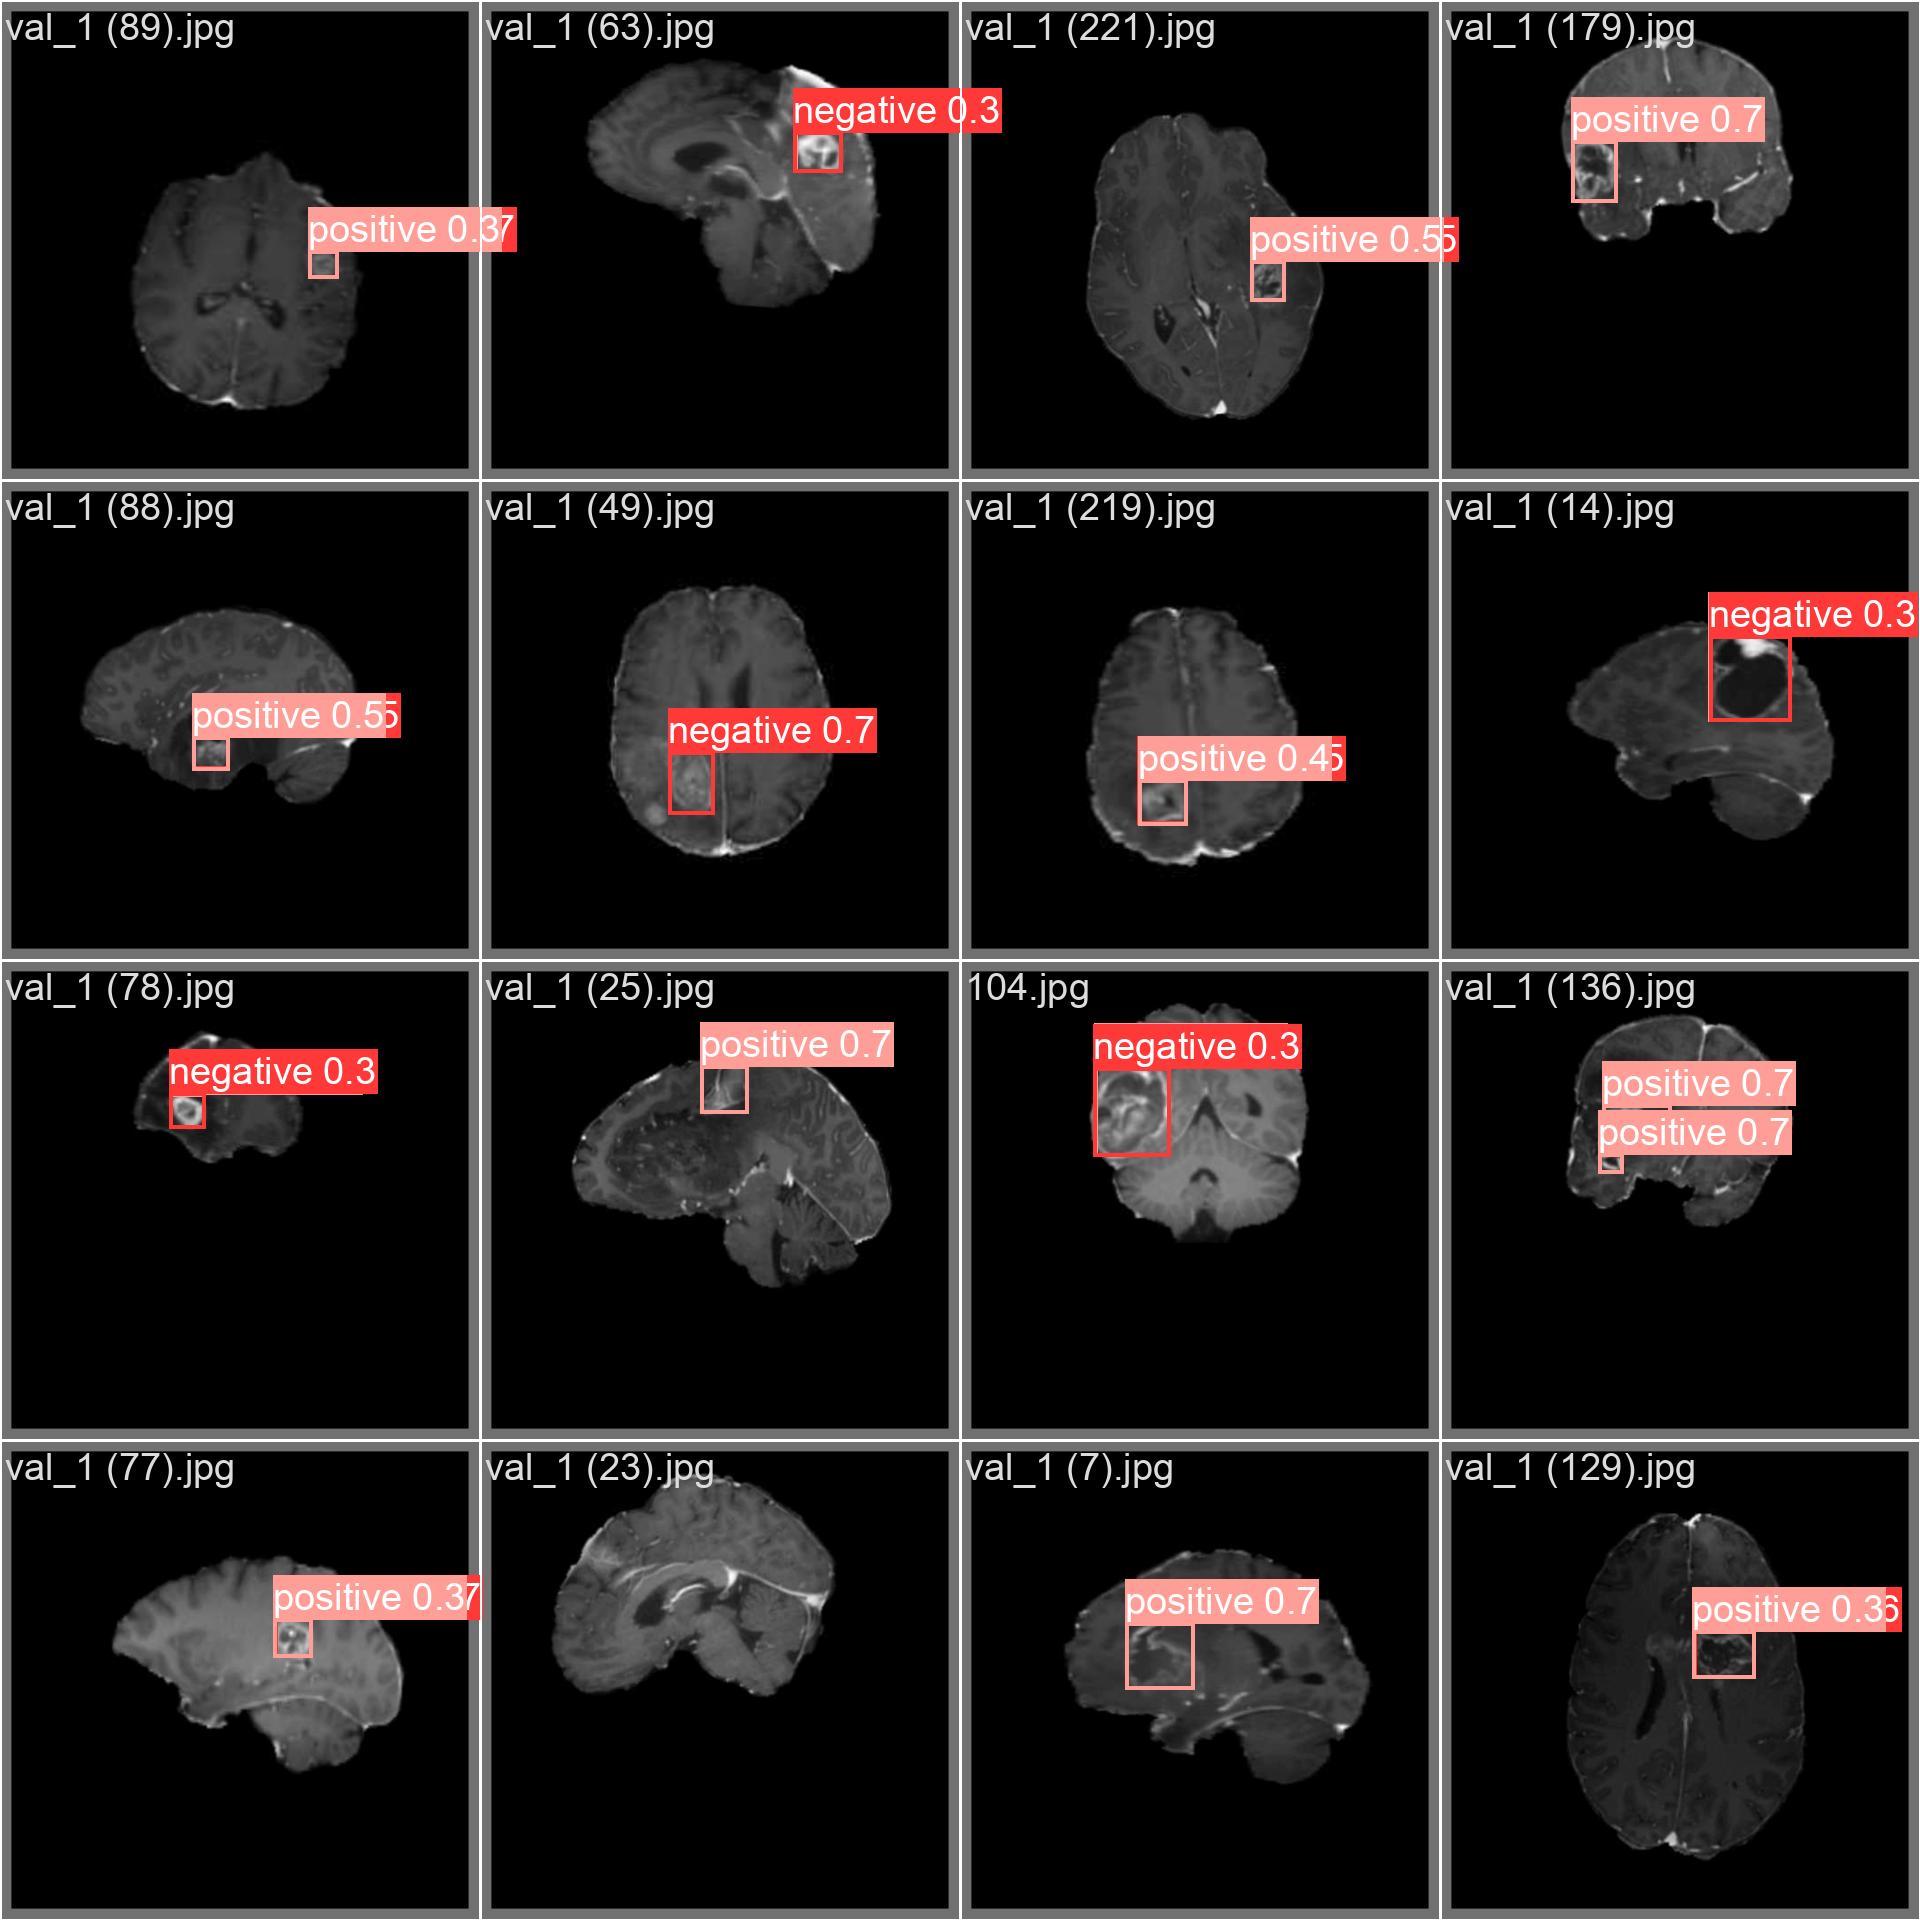 val_1 (89).jpg
positive 0.37
val_1 (63).jpg
negative 0.3
val_1 (221).jpg
positive 0.55
val_1 (179).jpg
positive 0.7
val_1 (88).jpg
positive 0.55
val_1 (49).jpg
negative 0.7
val_1 (219).jpg
positive 0.45
val_1 (14).jpg
negative 0.3
val_1 (78).jpg
negative 0.3
val_1 (25).jpg
positive 0.7
104.jpg
negative 0.3
val_1 (136).jpg
positive 0.7
positive 0.7
val_1 (77).jpg
positive 0.37
val_1 (23).jpg
val_1 (7).jpg
positive 0.7
val_1 (129).jpg
positive 0.36